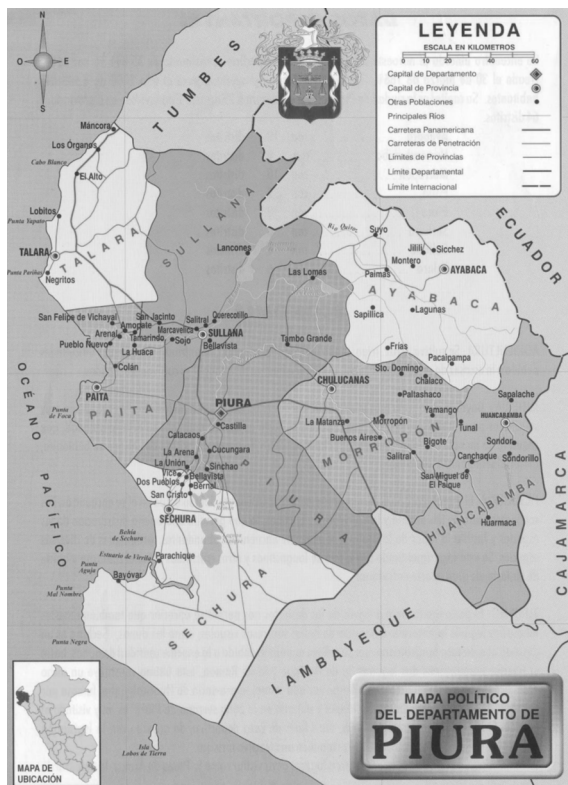 N
O
E
S
TUMBES
LEYENDA
ESCALA EN KILOMETROS
0
10
20
30
40
50
60
Capital de Departamento
Capital de Provincia
Otras Poblaciones
Principales Ríos
Carretera Panamericana
Carreteras de Penetración
Límites de Provincias
Límite Departamental
Límite Internacional
ECUADOR
Máncora
Los Órganos
Cabo Blanco
El Alto
Lobitos
TALARA
TALARA
Negritos
SULLANA
Lancones
Las Lomas
Río Quiroz
Suyo
Jililí
Sicchez
Montero
Paimas
AYABACA
AYABACA
Sapillica
Lagunas
Frías
Pacaipampa
San Felipe de Vichayal
San Jacinto
Amotape
Arenal
Tamarindo
Pueblo Nuevo
La Huaca
Colán
Marcavelica
Salitral
Querecotillo
SULLANA
Sojo
Bellavista
Tambo Grande
PAITA
PAITA
Punta de Foca
PIURA
Castilla
CHULUCANAS
Sto. Domingo
Chalaco
Paltashaco
Sapalache
Yamango
HUANCABAMBA
Morropón
La Matanza
Tunal
Buenos Aires
Bigote
Sondor
Salitral
Canchaque
Sondorillo
San Miguel de El Faique
MORROPÓN
HUANCABAMBA
Huarmaca
Catacaos
Cucungara
La Arena
La Unión
Sinchao
Vice
Bellavista
Dos Pueblos
Bernal
San Cristo
PIURA
SECHURA
Bahía de Sechura
Parachique
Punta Aguja
Bayóvar
Punta Mal Nombre
SECHURA
Punta Negra
OCÉANO PACÍFICO
CAJAMARCA
LAMBAYEQUE
Isla Lobos de Tierra
MAPA DE
UBICACIÓN
MAPA POLÍTICO
DEL DEPARTAMENTO DE
PIURA